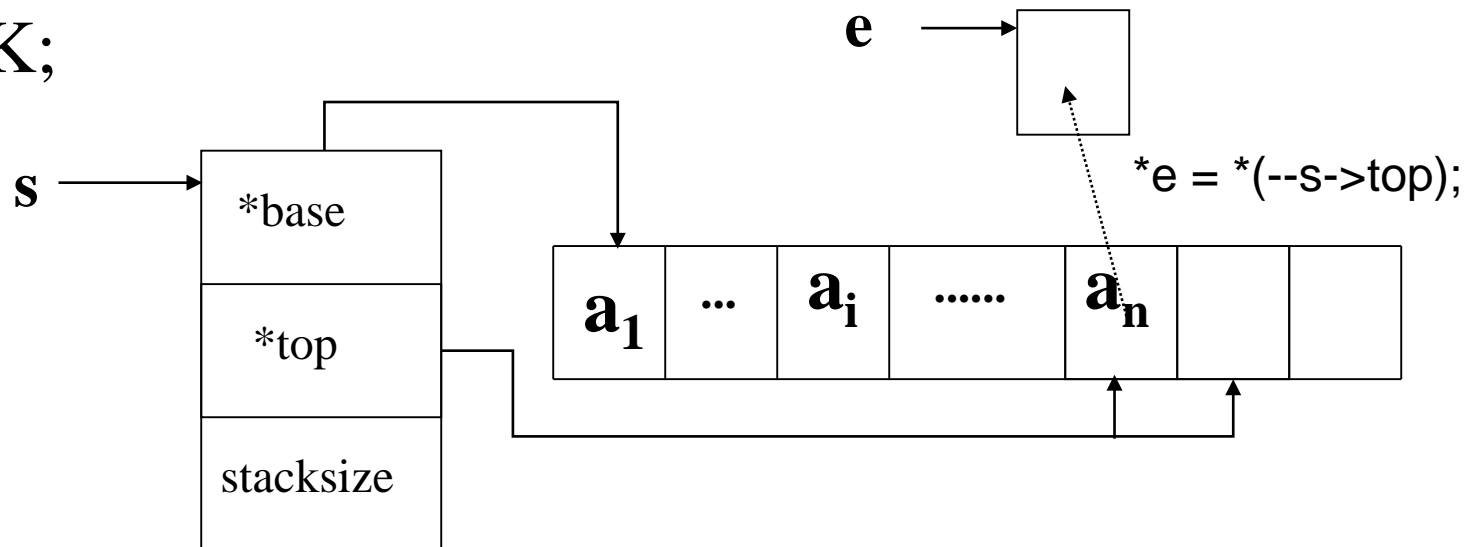 K;
e
s
*base
*e = *(--s->top);
a₁ ... aᵢ ...... aₙ
*top
stacksize